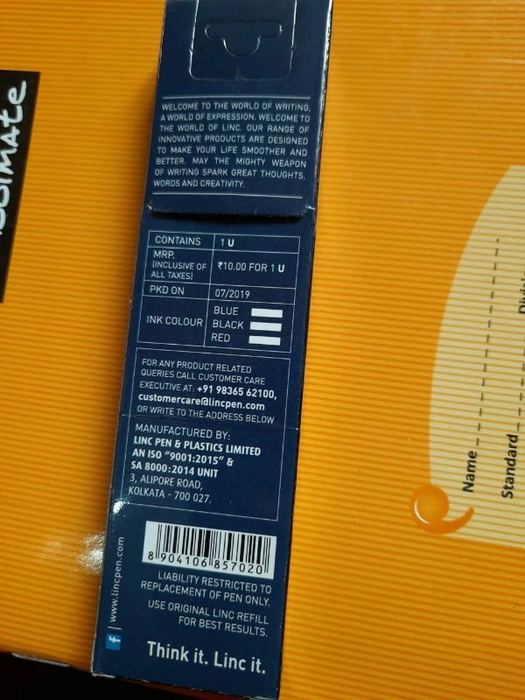 WELCOME TO THE WORLD OF WRITING,
A WORLD OF EXPRESSION. WELCOME TO
THE WORLD OF LINC. OUR RANGE OF
INNOVATIVE PRODUCTS ARE DESIGNED
TO MAKE YOUR LIFE SMOOTHER AND
BETTER. MAY THE MIGHTY WEAPON
OF WRITING SPARK GREAT THOUGHTS,
WORDS AND CREATIVITY.
CONTAINS 1 U
MRP.
(INCLUSIVE OF
ALL TAXES)
₹10.00 FOR 1 U
PKD ON 07/2019
INK COLOUR
BLUE
BLACK
RED
FOR ANY PRODUCT RELATED
QUERIES CALL CUSTOMER CARE
EXECUTIVE AT: +91 98365 62100,
customercare@lincpen.com
OR WRITE TO THE ADDRESS BELOW
MANUFACTURED BY:
LINC PEN & PLASTICS LIMITED
AN ISO "9001:2015" &
SA 8000:2014 UNIT
3, ALIPORE ROAD,
KOLKATA - 700 027.
8 904106 857020
LIABILITY RESTRICTED TO
REPLACEMENT OF PEN ONLY.
USE ORIGINAL LINC REFILL
FOR BEST RESULTS.
Think it. Linc it.
f | www.lincpen.com
Name
Standard